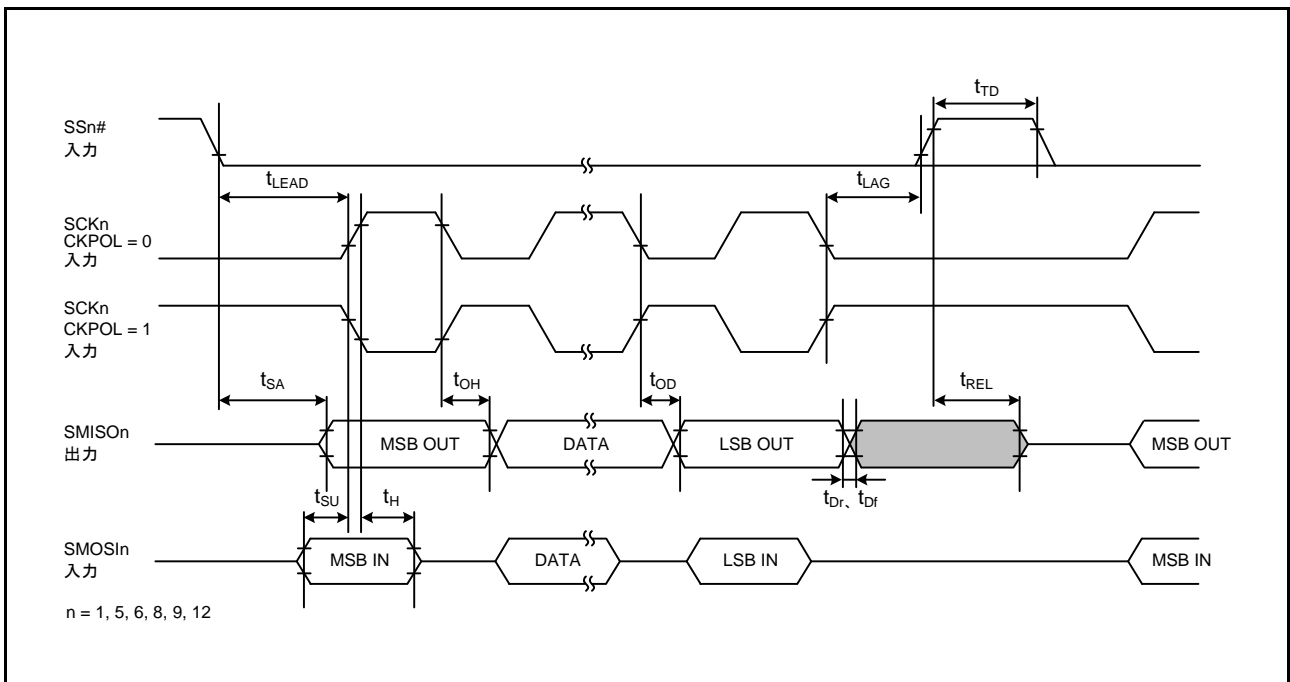 SSn#
入力
tTD
tLEAD
tLAG
SCKn
CKPOL = 0
入力
SCKn
CKPOL = 1
入力
tSA
tOH
tOD
tREL
SMISOn
出力
MSB OUT
DATA
LSB OUT
MSB OUT
tSU
tH
tDr、tDf
SMOSIn
入力
MSB IN
DATA
LSB IN
MSB IN
n = 1, 5, 6, 8, 9, 12